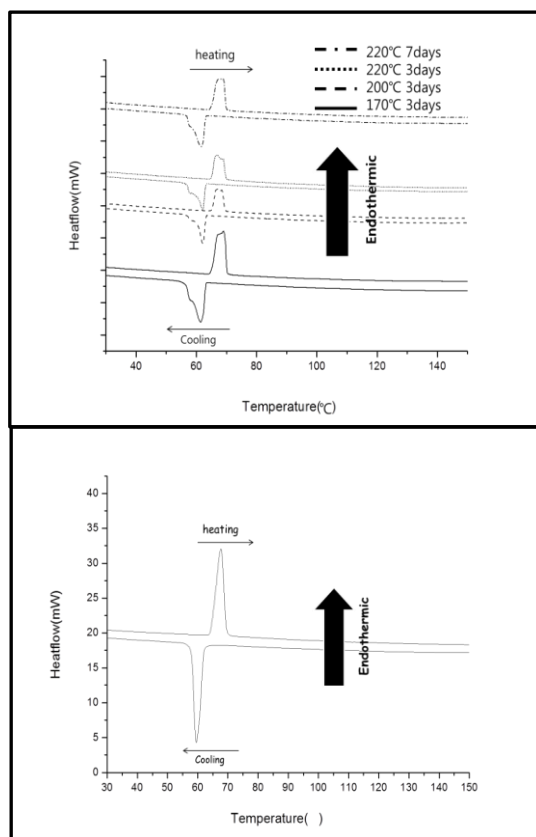 heating
220℃ 7days
220℃ 3days
200℃ 3days
170℃ 3days
Heatflow(mW)
Endothermic
Cooling
40 60 80 100 120 140
Temperature(℃)
heating
40
35
30
25
20
15
10
5
0
Heatflow(mW)
Endothermic
Cooling
30 40 50 60 70 80 90 100 110 120 130 140 150
Temperature( )